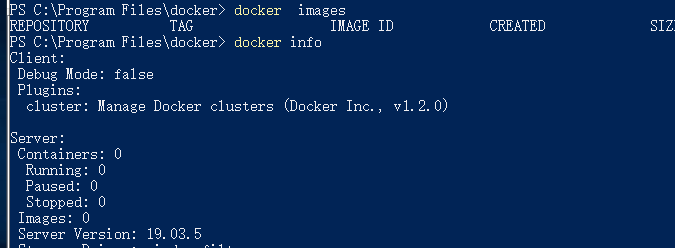 PS C:\Program Files\docker> docker  images
REPOSITORY          TAG                 IMAGE ID            CREATED             SIZ
PS C:\Program Files\docker> docker info
Client:
 Debug Mode: false
 Plugins:
  cluster: Manage Docker clusters (Docker Inc., v1.2.0)

Server:
 Containers: 0
  Running: 0
  Paused: 0
  Stopped: 0
 Images: 0
 Server Version: 19.03.5